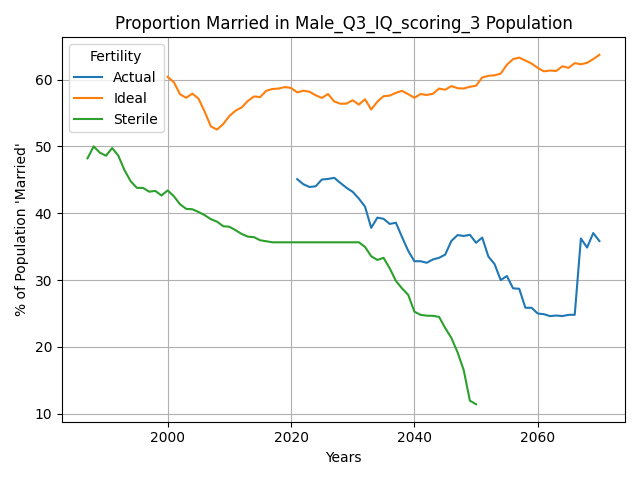 Proportion Married in Male_Q3_IQ_scoring_3 Population
Fertility
Actual
Ideal
Sterile
% of Population 'Married'
60
50
40
30
20
10
2000
2020
2040
2060
Years